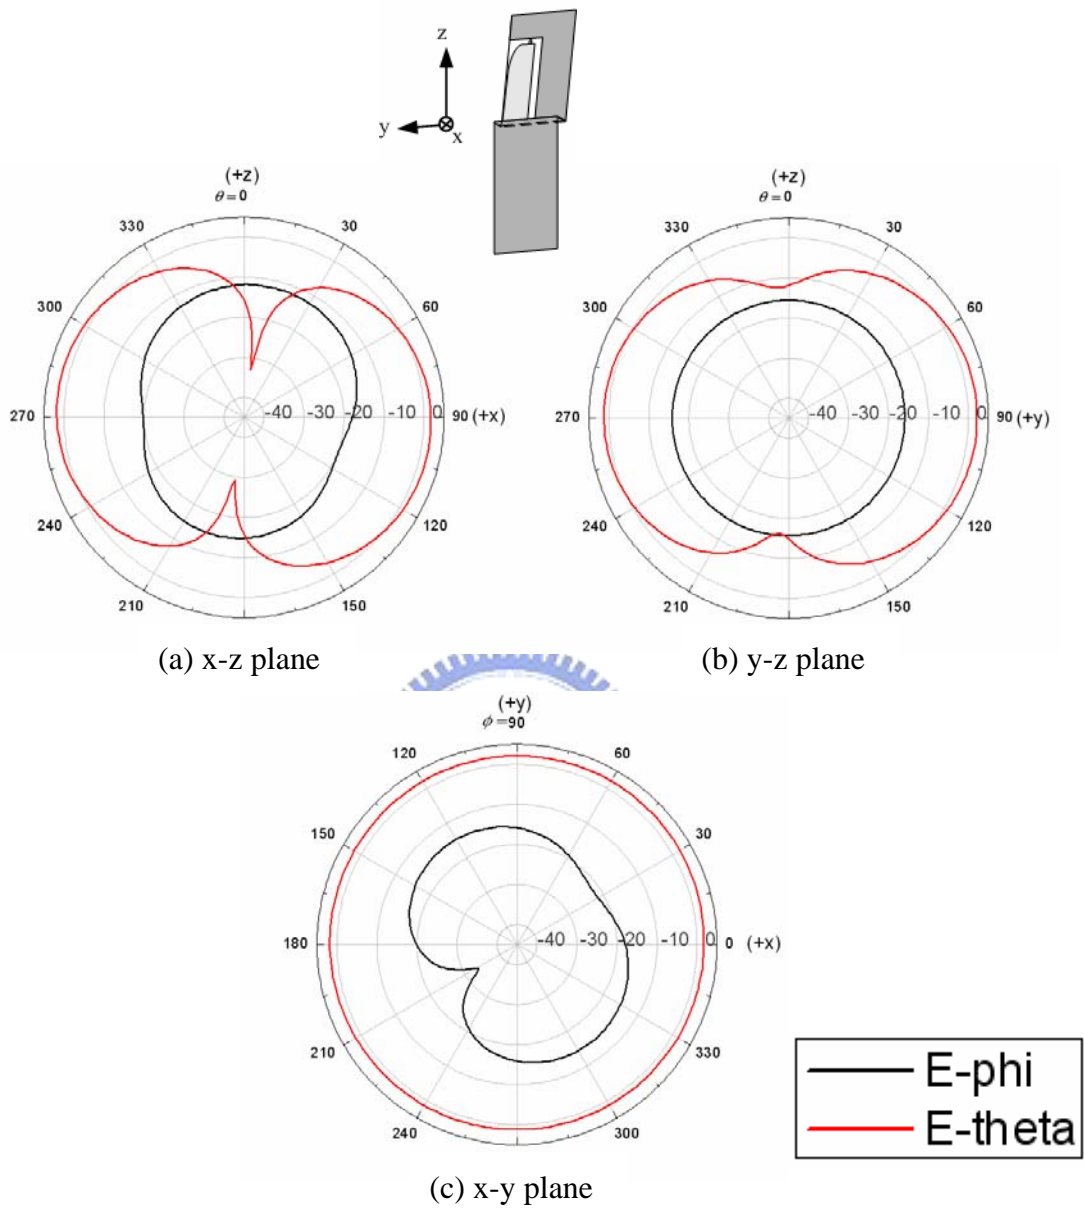 z
y
x
(+z)
θ=0
330
30
300
60
270
-40
-30
-20
-10
0
90 (+x)
240
120
210
150
(a) x-z plane
(+z)
θ=0
330
30
300
60
270
-40
-30
-20
-10
0
90 (+y)
240
120
210
150
(b) y-z plane
(+y)
ϕ=90
120
60
150
30
180
-40
-30
-20
-10
0
0 (+x)
210
330
240
300
(c) x-y plane
E-phi
E-theta